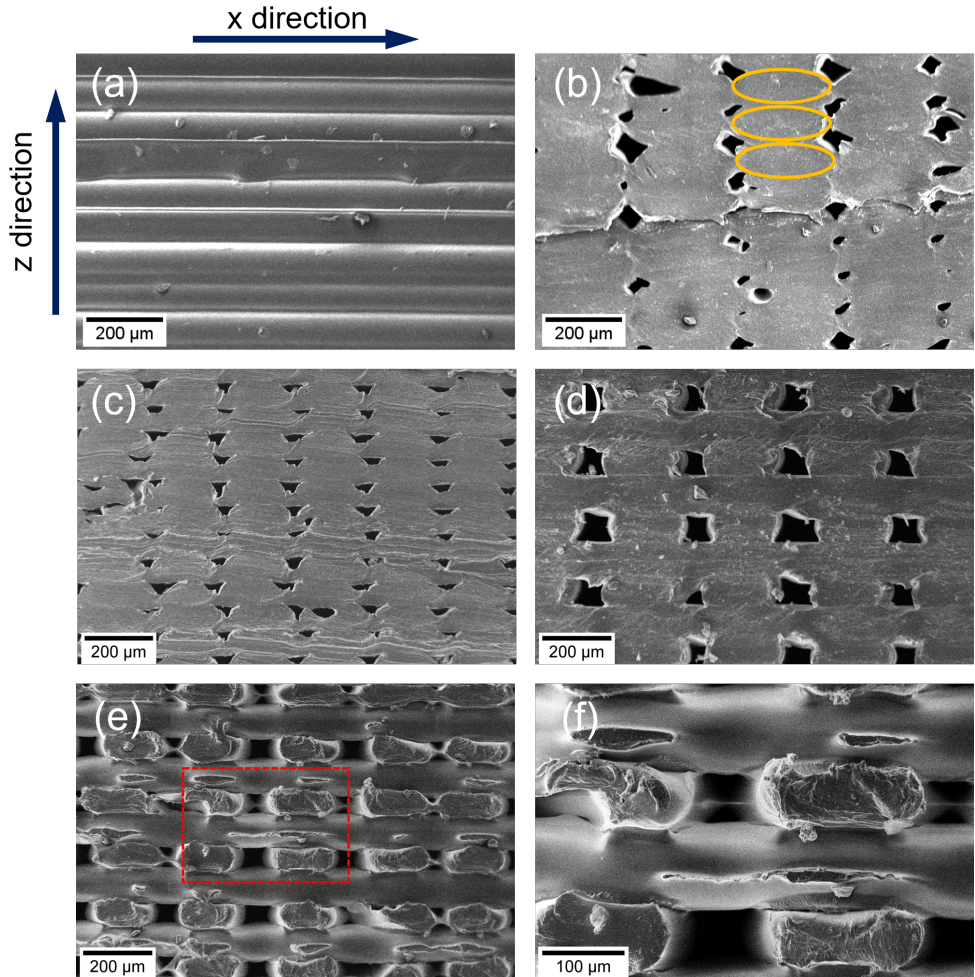 x direction
z direction
(a)
200 µm
(b)
200 µm
(c)
200 µm
(d)
200 µm
(e)
200 µm
(f)
100 µm